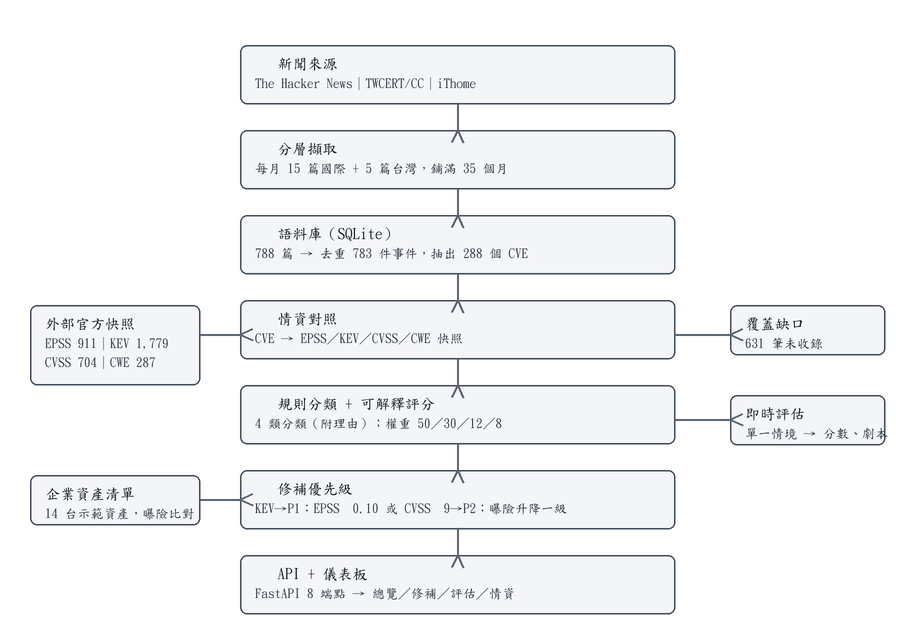 新聞來源
The Hacker News│TWCERT/CC│iThome
分層擷取
每月 15 篇國際 + 5 篇台灣，鋪滿 35 個月
語料庫（SQLite）
788 篇 → 去重 783 件事件，抽出 288 個 CVE
外部官方快照
EPSS 911│KEV 1,779
CVSS 704│CWE 287
情資對照
CVE → EPSS／KEV／CVSS／CWE 快照
覆蓋缺口
631 筆未收錄
規則分類 + 可解釋評分
4 類分類（附理由）；權重 50／30／12／8
即時評估
單一情境 → 分數、劇本
企業資產清單
14 台示範資產，曝險比對
修補優先級
KEV→P1；EPSS 0.10 或 CVSS 9→P2；曝險升降一級
API + 儀表板
FastAPI 8 端點 → 總覽／修補／評估／情資